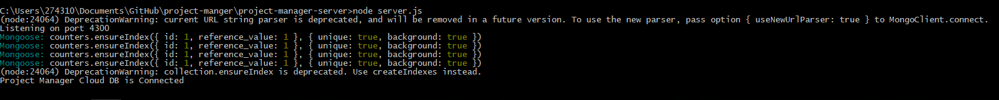 C:\Users\274310\Documents\GitHub\project-manger\project-manager-server>node server.js
(node:24064) DeprecationWarning: current URL string parser is deprecated, and will be removed in a future version. To use the new parser, pass option { useNewUrlParser: true } to MongoClient.connect.
Listening on port 4300
Mongoose: counters.ensureIndex({ id: 1, reference_value: 1 }, { unique: true, background: true })
Mongoose: counters.ensureIndex({ id: 1, reference_value: 1 }, { unique: true, background: true })
Mongoose: counters.ensureIndex({ id: 1, reference_value: 1 }, { unique: true, background: true })
Mongoose: counters.ensureIndex({ id: 1, reference_value: 1 }, { unique: true, background: true })
(node:24064) DeprecationWarning: collection.ensureIndex is deprecated. Use createIndexes instead.
Project Manager Cloud DB is Connected